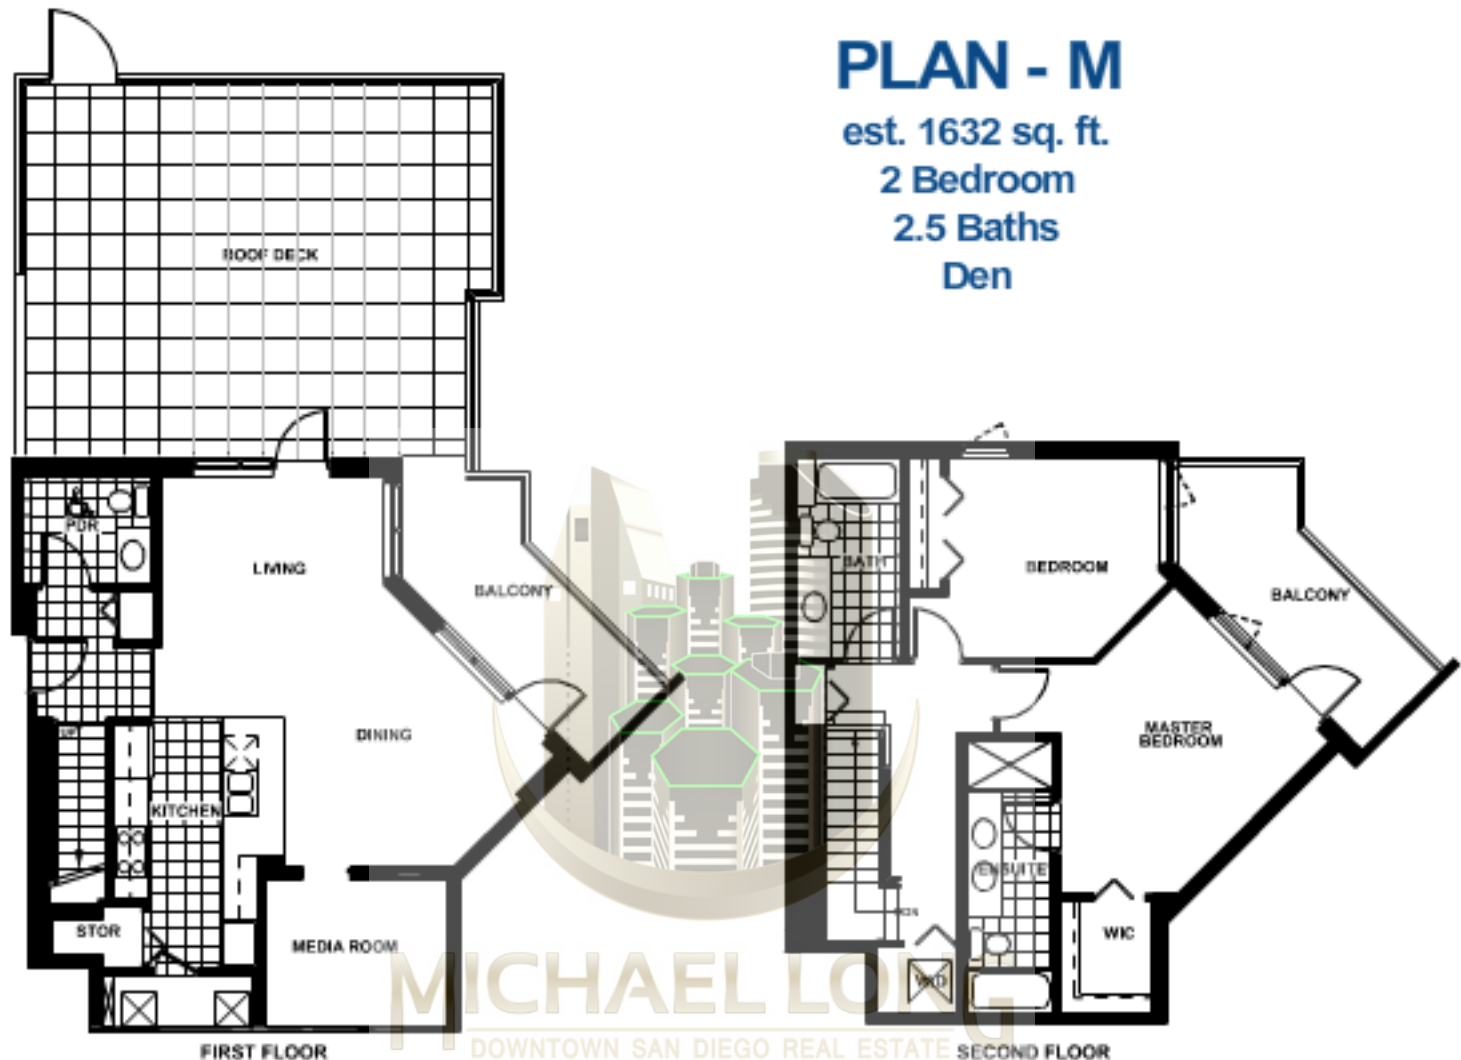 PLAN - M
est. 1632 sq. ft.
2 Bedroom
2.5 Baths
Den
ROOF DECK
PDR
LIVING
BALCONY
DINING
UP
KITCHEN
STOR
MEDIA ROOM
FIRST FLOOR
BATH
BEDROOM
BALCONY
MASTER
BEDROOM
ENSUITE
WIC
W/D
SECOND FLOOR
MICHAEL LONG
DOWNTOWN SAN DIEGO REAL ESTATE